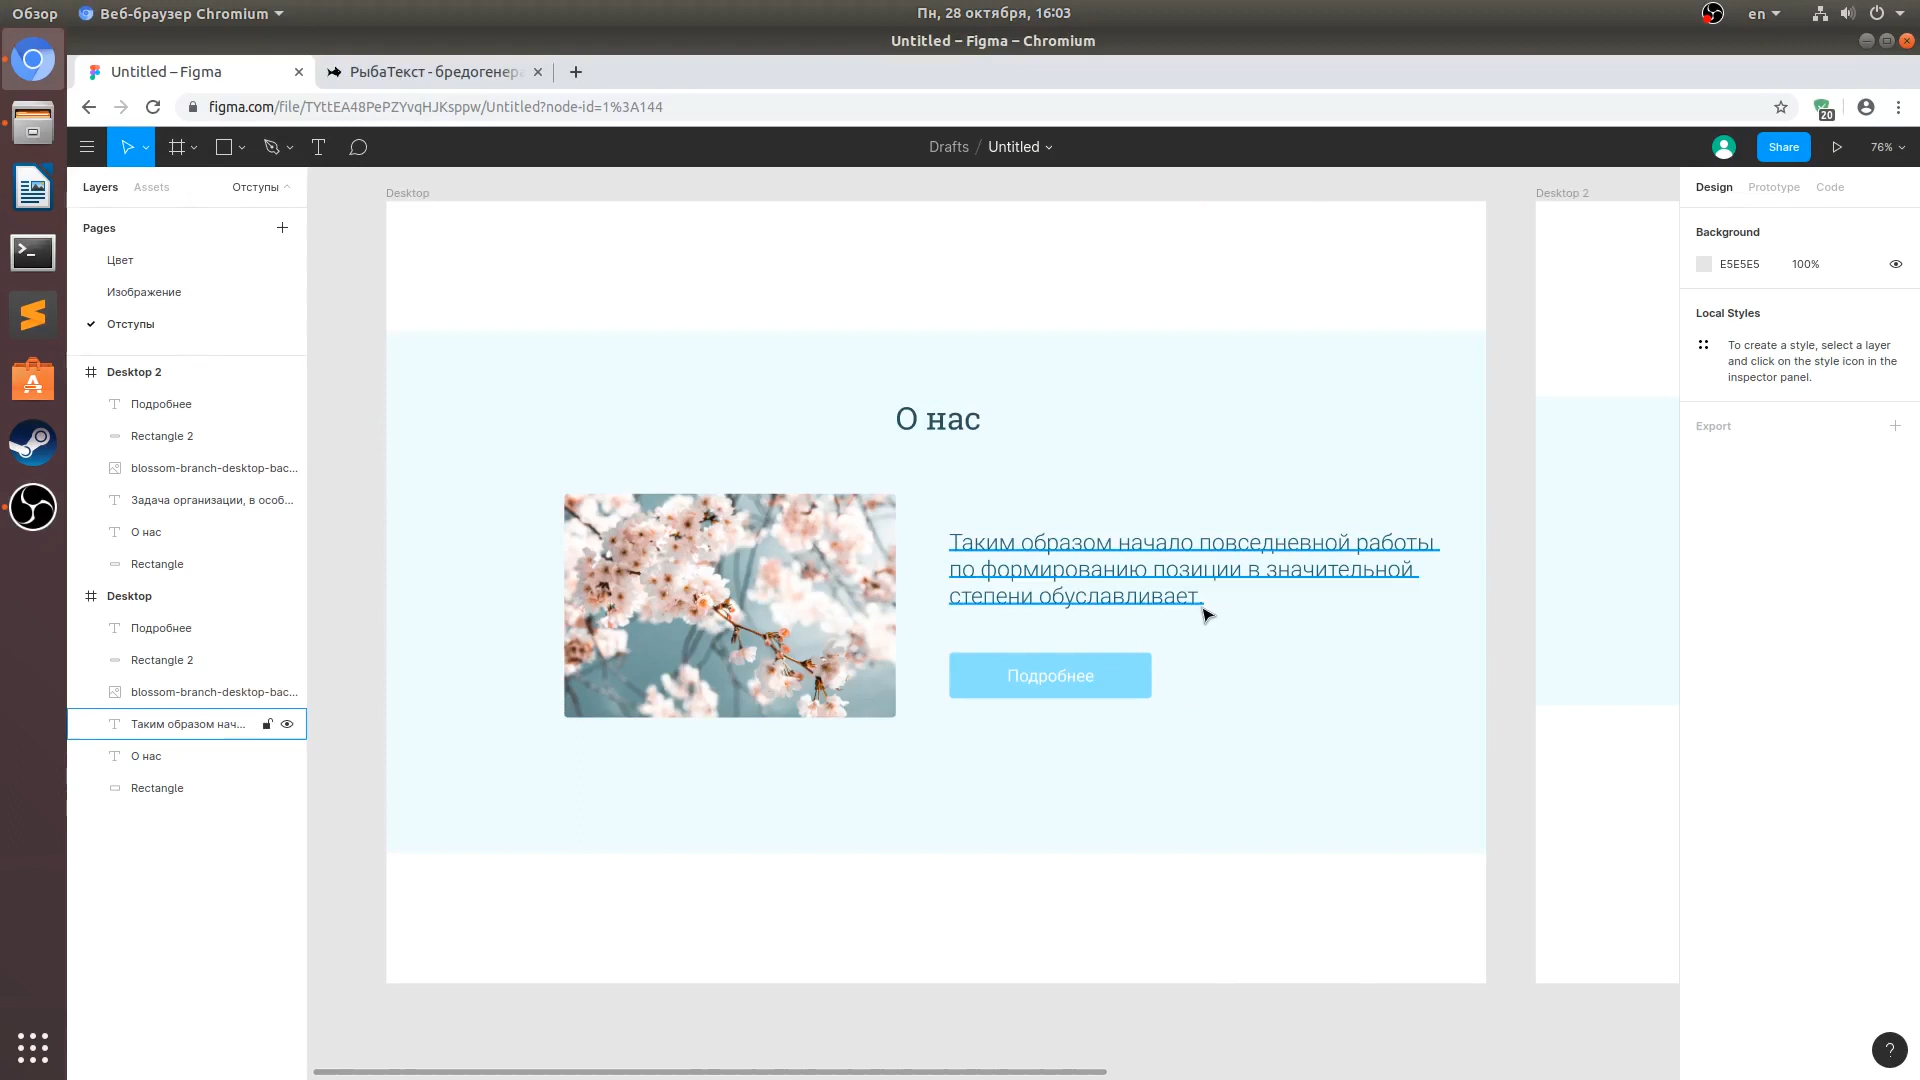 Обзор
Веб-браузер Chromium
Пн, 28 октября, 16:03
en
Untitled – Figma – Chromium
Untitled – Figma
РыбаТекст - бредогенера
figma.com/file/TYttEA48PePZYvqHJKsppw/Untitled?node-id=1%3A144
20
Drafts / Untitled
Share
76%
Layers
Assets
Отступы
Pages
Цвет
Изображение
Отступы
Desktop 2
Подробнее
Rectangle 2
blossom-branch-desktop-bac...
Задача организации, в особ...
О нас
Rectangle
Desktop
Подробнее
Rectangle 2
blossom-branch-desktop-bac...
Таким образом нач...
О нас
Rectangle
Desktop
О нас
Таким образом начало повседневной работы
по формированию позиции в значительной
степени обуславливает.
Подробнее
Desktop 2
Design
Prototype
Code
Background
E5E5E5
100%
Local Styles
To create a style, select a layer
and click on the style icon in the
inspector panel.
Export
?